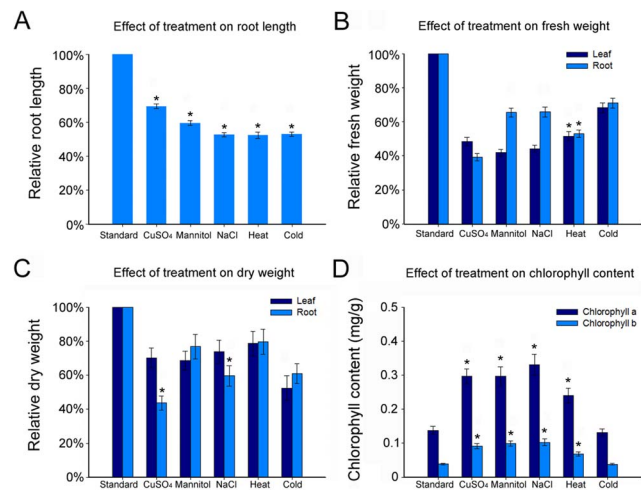 A
Effect of treatment on root length
Relative root length
100%
80%
60%
40%
20%
* * * * *
Standard CuSO₄ Mannitol NaCl Heat Cold
B
Effect of treatment on fresh weight
Relative fresh weight
100%
80%
60%
40%
20%
Leaf
Root
* *
Standard CuSO₄ Mannitol NaCl Heat Cold
C
Effect of treatment on dry weight
Relative dry weight
100%
80%
60%
40%
20%
Leaf
Root
* *
Standard CuSO₄ Mannitol NaCl Heat Cold
D
Effect of treatment on chlorophyll content
Chlorophyll content (mg/g)
0.5
0.4
0.3
0.2
0.1
0
Chlorophyll a
Chlorophyll b
* * * * * * * *
Standard CuSO₄ Mannitol NaCl Heat Cold